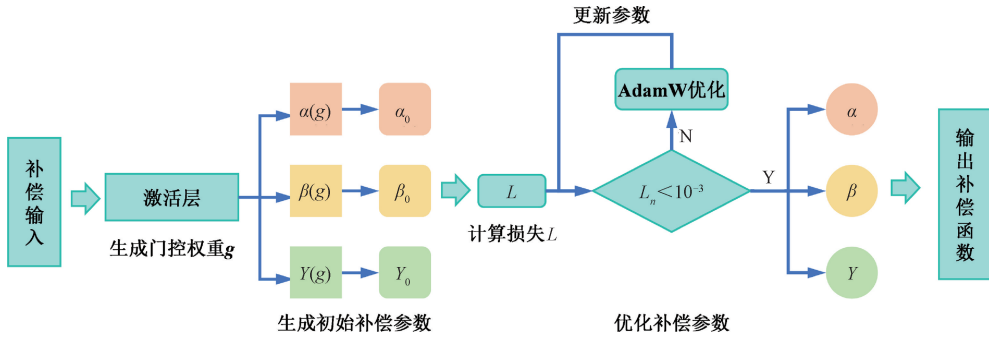 补偿输入
激活层
生成门控权重g
α(g)
α₀
β(g)
β₀
Y(g)
Y₀
生成初始补偿参数
L
计算损失L
更新参数
AdamW优化
N
Lₙ<10⁻³
Y
优化补偿参数
α
β
Y
输出补偿函数